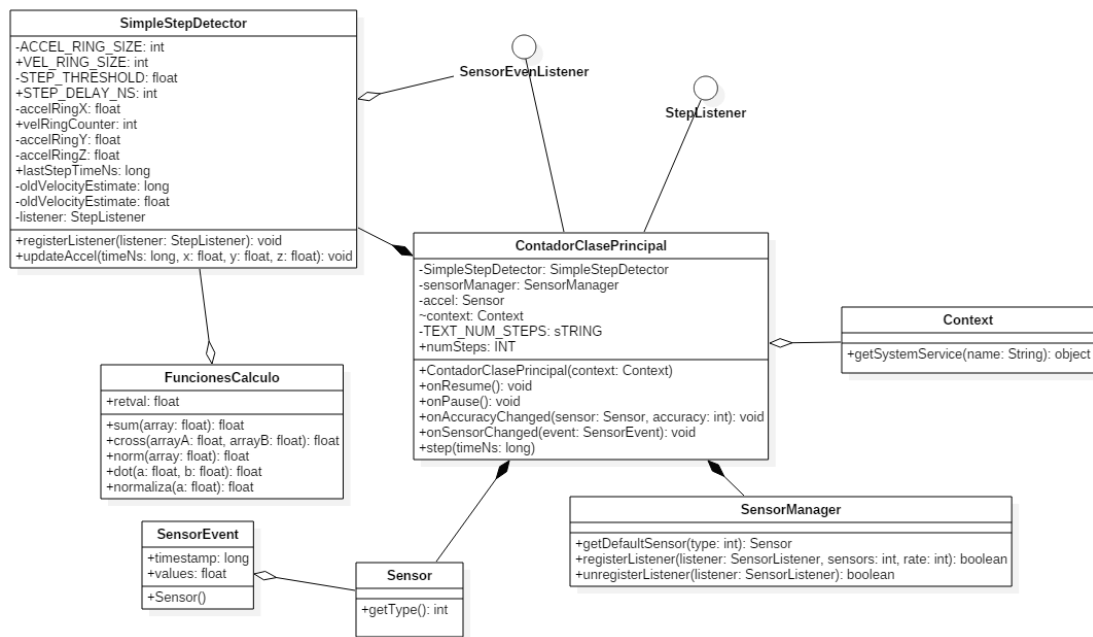 SimpleStepDetector
-ACCEL_RING_SIZE: int
+VEL_RING_SIZE: int
-STEP_THRESHOLD: float
+STEP_DELAY_NS: int
-accelRingX: float
+velRingCounter: int
-accelRingY: float
-accelRingZ: float
+lastStepTimeNs: long
-oldVelocityEstimate: long
-oldVelocityEstimate: float
-listener: StepListener
+registerListener(listener: StepListener): void
+updateAccel(timeNs: long, x: float, y: float, z: float): void
SensorEvenListener
StepListener
ContadorClasePrincipal
-SimpleStepDetector: SimpleStepDetector
-sensorManager: SensorManager
-accel: Sensor
~context: Context
-TEXT_NUM_STEPS: sTRING
+numSteps: INT
+ContadorClasePrincipal(context: Context)
+onResume(): void
+onPause(): void
+onAccuracyChanged(sensor: Sensor, accuracy: int): void
+onSensorChanged(event: SensorEvent): void
+step(timeNs: long)
Context
+getSystemService(name: String): object
FuncionesCalculo
+retval: float
+sum(array: float): float
+cross(arrayA: float, arrayB: float): float
+norm(array: float): float
+dot(a: float, b: float): float
+normaliza(a: float): float
SensorManager
+getDefaultSensor(type: int): Sensor
+registerListener(listener: SensorListener, sensors: int, rate: int): boolean
+unregisterListener(listener: SensorListener): boolean
SensorEvent
+timestamp: long
+values: float
+Sensor()
Sensor
+getType(): int